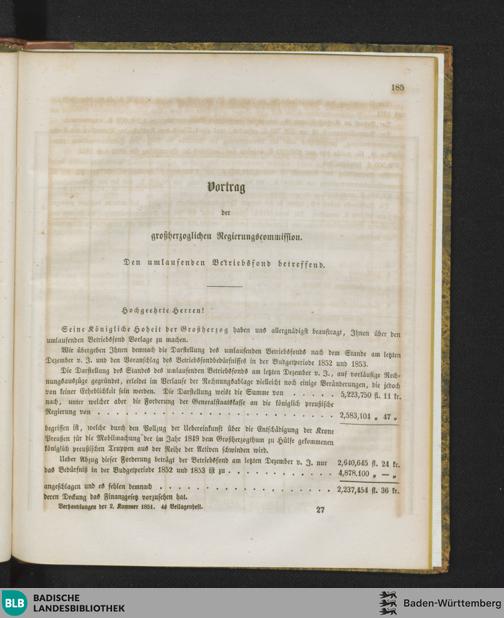 185
Vortrag
der
großherzoglichen Regierungscommission.
Den umlaufenden Betriebsfond betreffend.
Hochgeehrte Herren!
Seine Königliche Hoheit der Großherzog haben uns allergnädigst beauftragt, Ihnen über den
umlaufenden Betriebsfond Vorlage zu machen.
Wir übergeben Ihnen demnach die Darstellung des umlaufenden Betriebsfonds nach dem Stande am letzten
Dezember v. J. und den Voranschlag des Betriebsfondsbedürfnisses in der Budgetperiode 1852 und 1853.
Die Darstellung des Standes des umlaufenden Betriebsfonds am letzten Dezember v. J., auf vorläufige Rech-
nungsauszüge gegründet, erleidet im Verlaufe der Rechnungsablage vielleicht noch einige Veränderungen, die jedoch
von keiner Erheblichkeit sein werden. Die Darstellung weist die Summe von . . . . . 5,223,750 fl. 11 kr.
nach, unter welcher aber die Forderung der Generalstaatskasse an die königlich preußische
Regierung von . . . . . . . . . . . . . . . . . . 2,583,104 „ 47 „
begriffen ist, welche durch den Vollzug der Uebereinkunft über die Entschädigung der Krone
Preußen für die Mobilmachung der im Jahr 1849 dem Großherzogthum zu Hülfe gekommenen
königlich preußischen Truppen aus der Reihe der Aktiven schwinden wird.
Ueber Abzug dieser Forderung beträgt der Betriebsfond am letzten Dezember v. J. nur 2,640,645 fl. 24 kr.
das Bedürfniß in der Budgetperiode 1852 und 1853 ist zu . . . . . . . . . . 4,878,100 „ — „
angeschlagen und es fehlen demnach . . . . . . . . . . . . . . 2,237,454 fl. 36 kr.
deren Deckung das Finanzgesetz vorzusehen hat.
Verhandlungen der 2. Kammer 1851. 4s Beilagenheft. 27
BLB BADISCHE
LANDESBIBLIOTHEK
Baden-Württemberg